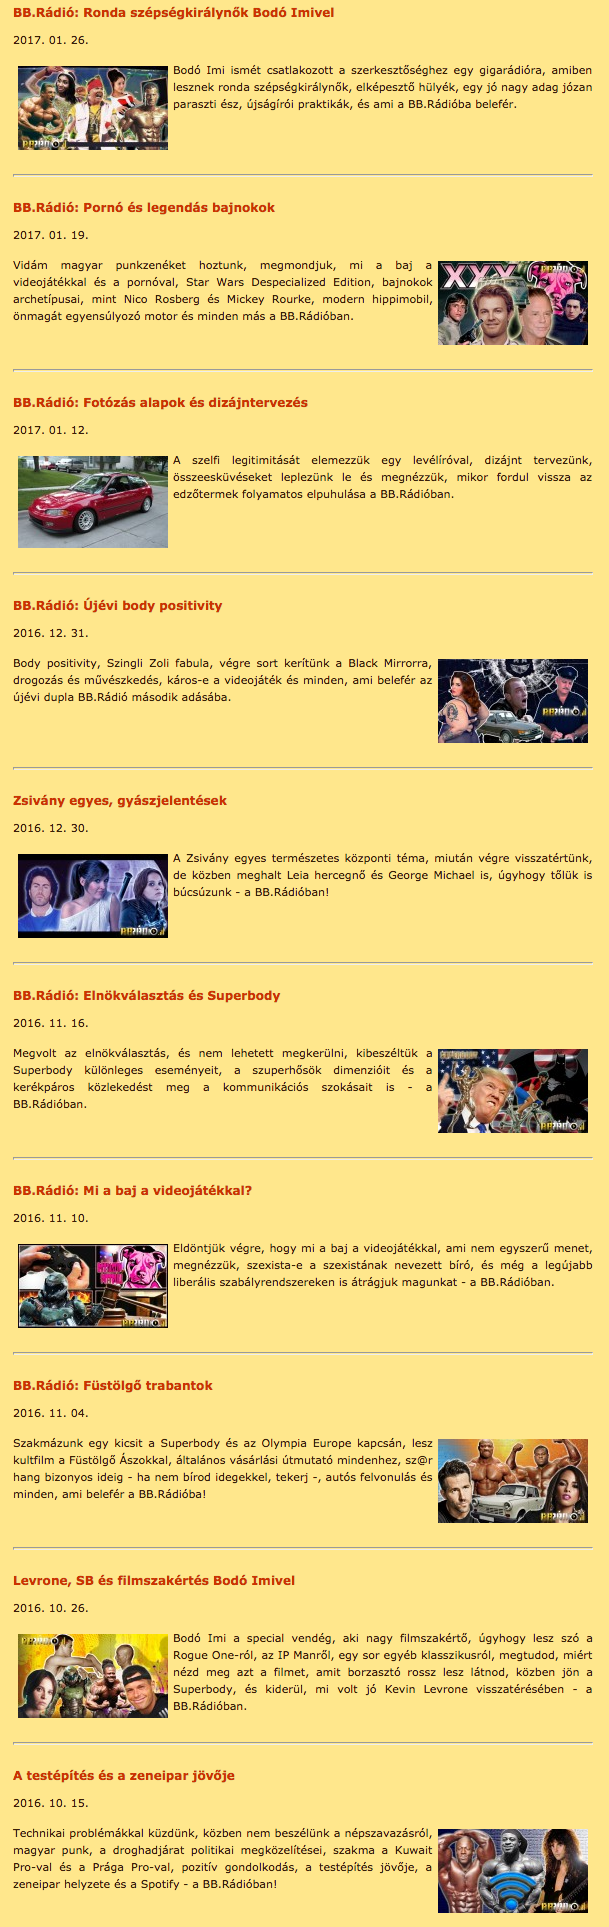 BB.Rádió: Ronda szépségkirálynők Bodó Imivel
2017. 01. 26.
Bodó Imi ismét csatlakozott a szerkesztőséghez egy gigarádióra, amiben
lesznek ronda szépségkirálynők, elképesztő hülyék, egy jó nagy adag józan
paraszti ész, újságírói praktikák, és ami a BB.Rádióba belefér.
BB.Rádió: Pornó és legendás bajnokok
2017. 01. 19.
Vidám magyar punkzenéket hoztunk, megmondjuk, mi a baj a
videojátékkal és a pornóval, Star Wars Despecialized Edition, bajnokok
archetípusai, mint Nico Rosberg és Mickey Rourke, modern hippimobil,
önmagát egyensúlyozó motor és minden más a BB.Rádióban.
XXX
BB.Rádió: Fotózás alapok és dizájntervezés
2017. 01. 12.
A szelfi legitimitását elemezzük egy levélíróval, dizájnt tervezünk,
összeesküvéseket leplezünk le és megnézzük, mikor fordul vissza az
edzőtermek folyamatos elpuhulása a BB.Rádióban.
BB.Rádió: Újévi body positivity
2016. 12. 31.
Body positivity, Szingli Zoli fabula, végre sort kerítünk a Black Mirrorra,
drogozás és művészkedés, káros-e a videojáték és minden, ami belefér az
újévi dupla BB.Rádió második adásába.
Zsivány egyes, gyászjelentések
2016. 12. 30.
A Zsivány egyes természetes központi téma, miután végre visszatértünk,
de közben meghalt Leia hercegnő és George Michael is, úgyhogy tőlük is
búcsúzunk - a BB.Rádióban!
BB.Rádió: Elnökválasztás és Superbody
2016. 11. 16.
Megvolt az elnökválasztás, és nem lehetett megkerülni, kibeszéltük a
Superbody különleges eseményeit, a szuperhősök dimenzióit és a
kerékpáros közlekedést meg a kommunikációs szokásait is - a
BB.Rádióban.
BB.Rádió: Mi a baj a videojátékkal?
2016. 11. 10.
Eldöntjük végre, hogy mi a baj a videojátékkal, ami nem egyszerű menet,
megnézzük, szexista-e a szexistának nevezett bíró, és még a legújabb
liberális szabályrendszereken is átrágjuk magunkat - a BB.Rádióban.
BB.Rádió: Füstölgő trabantok
2016. 11. 04.
Szakmázunk egy kicsit a Superbody és az Olympia Europe kapcsán, lesz
kultfilm a Füstölgő Ászokkal, általános vásárlási útmutató mindenhez, sz@r
hang bizonyos ideig - ha nem bírod idegekkel, tekerj -, autós felvonulás és
minden, ami belefér a BB.Rádióba!
Levrone, SB és filmszakértés Bodó Imivel
2016. 10. 26.
Bodó Imi a special vendég, aki nagy filmszakértő, úgyhogy lesz szó a
Rogue One-ról, az IP Manről, egy sor egyéb klasszikusról, megtudod, miért
nézd meg azt a filmet, amit borzasztó rossz lesz látnod, közben jön a
Superbody, és kiderül, mi volt jó Kevin Levrone visszatérésében - a
BB.Rádióban.
A testépítés és a zeneipar jövője
2016. 10. 15.
Technikai problémákkal küzdünk, közben nem beszélünk a népszavazásról,
magyar punk, a droghadjárat politikai megközelítései, szakma a Kuwait
Pro-val és a Prága Pro-val, pozitív gondolkodás, a testépítés jövője, a
zeneipar helyzete és a Spotify - a BB.Rádióban!